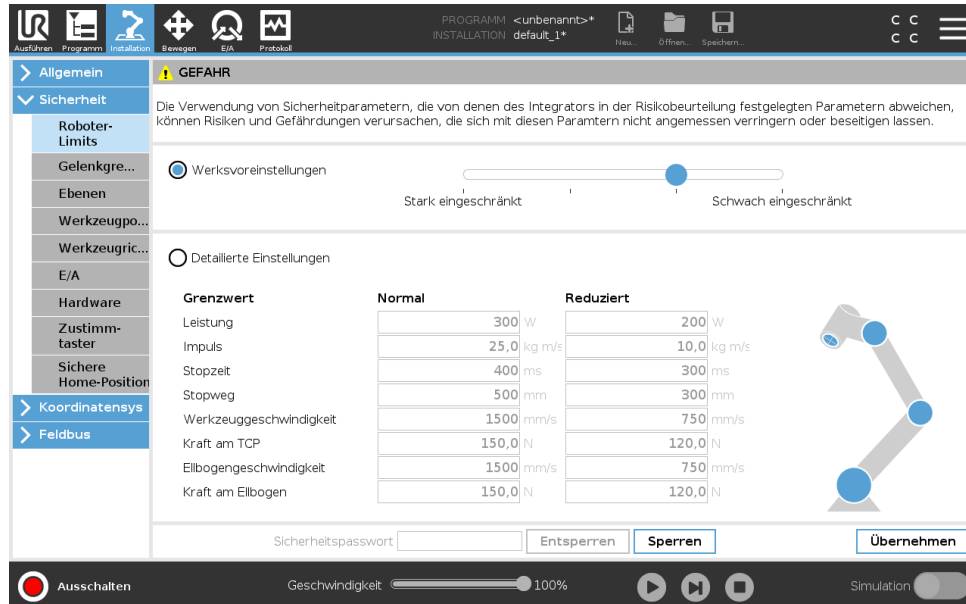 PROGRAMM <unbenannt>*
INSTALLATION default_1*
Ausführen Programm Installation Bewegen E/A Protokoll Neu... Öffnen... Speichern...
C C
C C
Allgemein
Sicherheit
Roboter-
Limits
Gelenkgre...
Ebenen
Werkzeugpo...
Werkzeugric...
E/A
Hardware
Zustimm-
taster
Sichere
Home-Position
Koordinatensys
Feldbus
GEFAHR
Die Verwendung von Sicherheitparametern, die von denen des Integrators in der Risikobeurteilung festgelegten Parametern abweichen,
können Risiken und Gefährdungen verursachen, die sich mit diesen Paramtern nicht angemessen verringern oder beseitigen lassen.
Werksvoreinstellungen
Stark eingeschränkt Schwach eingeschränkt
Detailierte Einstellungen
Grenzwert Normal Reduziert
Leistung 300 W 200 W
Impuls 25,0 kg m/s 10,0 kg m/s
Stopzeit 400 ms 300 ms
Stopweg 500 mm 300 mm
Werkzeuggeschwindigkeit 1500 mm/s 750 mm/s
Kraft am TCP 150,0 N 120,0 N
Ellbogengeschwindigkeit 1500 mm/s 750 mm/s
Kraft am Ellbogen 150,0 N 120,0 N
Sicherheitspasswort Entsperren Sperren Übernehmen
Ausschalten Geschwindigkeit 100% Simulation